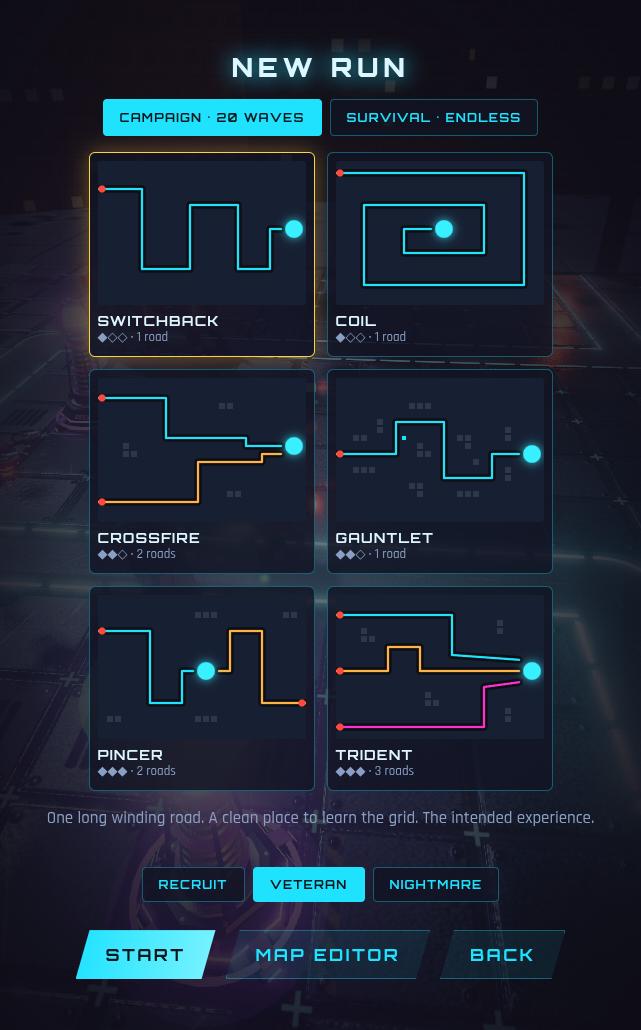 NEW RUN
CAMPAIGN · 20 WAVES
SURVIVAL · ENDLESS
SWITCHBACK
◆◇◇ · 1 road
COIL
◆◇◇ · 1 road
CROSSFIRE
◆◆◇ · 2 roads
GAUNTLET
◆◆◇ · 1 road
PINCER
◆◆◆ · 2 roads
TRIDENT
◆◆◆ · 3 roads
One long winding road. A clean place to learn the grid. The intended experience.
RECRUIT
VETERAN
NIGHTMARE
START
MAP EDITOR
BACK